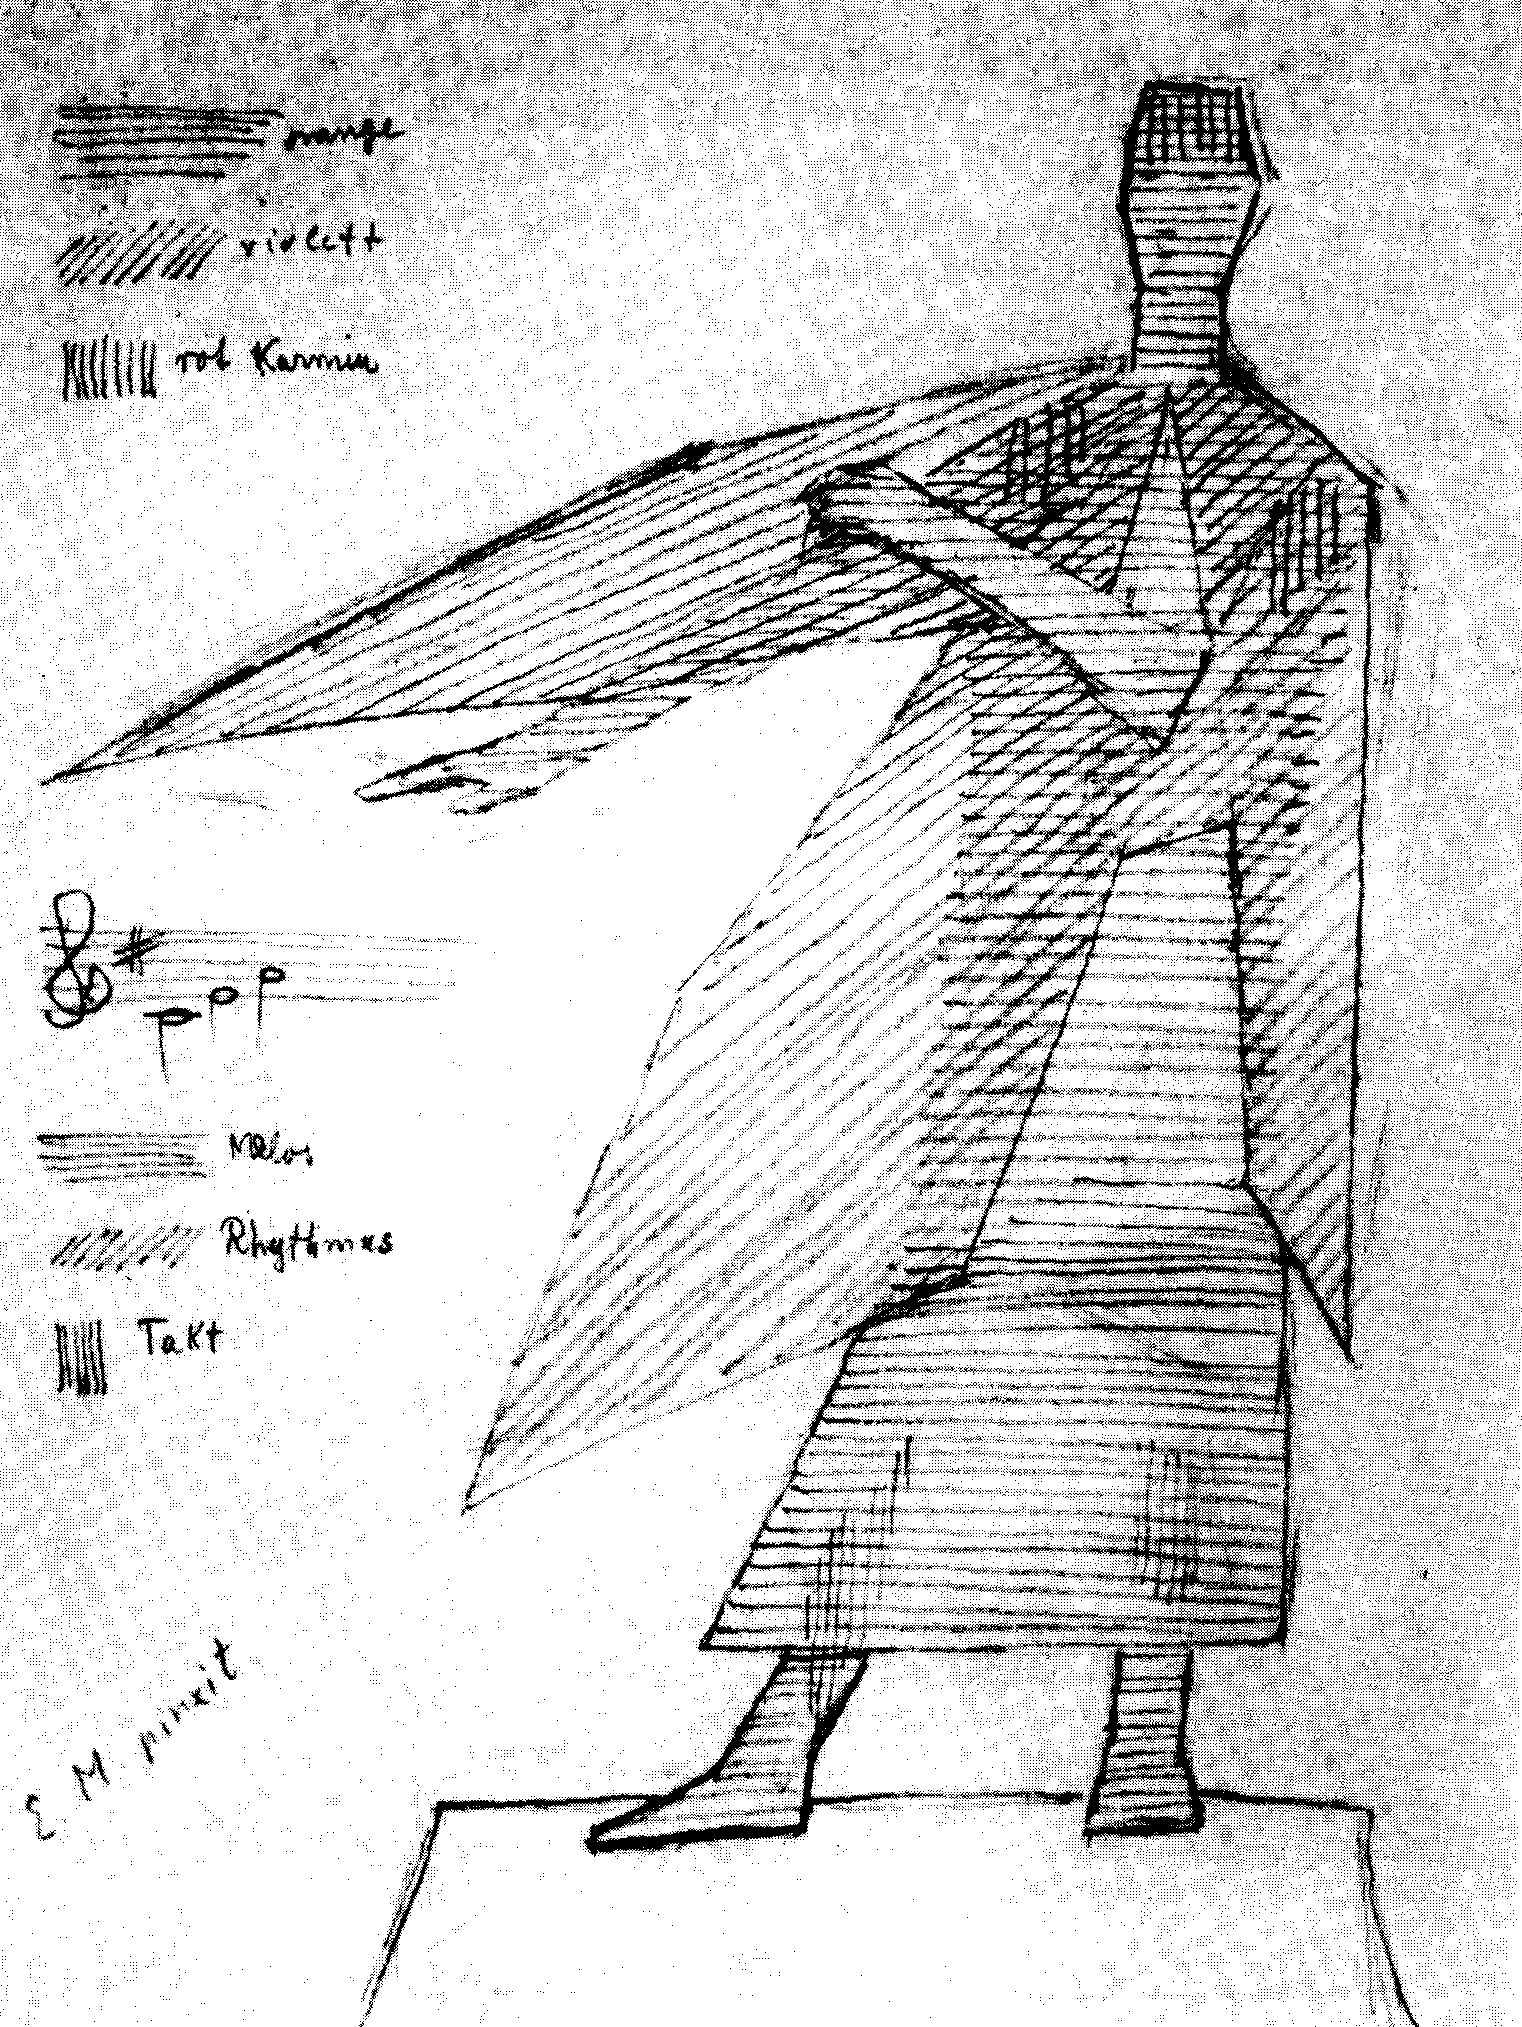 orange
violett
rot Karmin
Melos
Rhythmus
Takt
E. M. pinxit